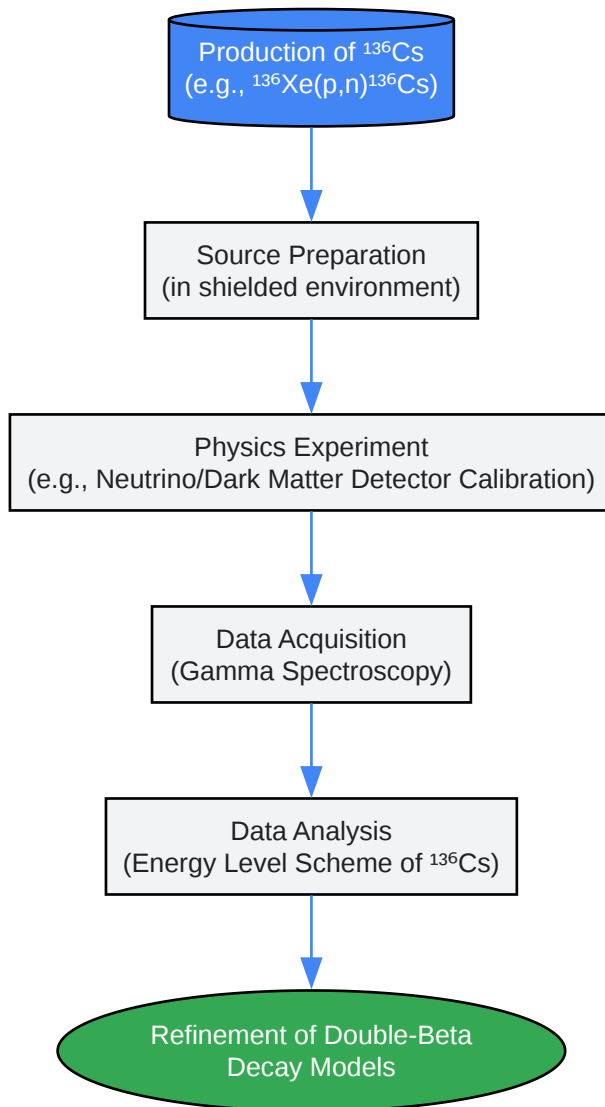 Production of ¹³⁶Cs
(e.g., ¹³⁶Xe(p,n)¹³⁶Cs)
Source Preparation
(in shielded environment)
Physics Experiment
(e.g., Neutrino/Dark Matter Detector Calibration)
Data Acquisition
(Gamma Spectroscopy)
Data Analysis
(Energy Level Scheme of ¹³⁶Cs)
Refinement of Double-Beta
Decay Models